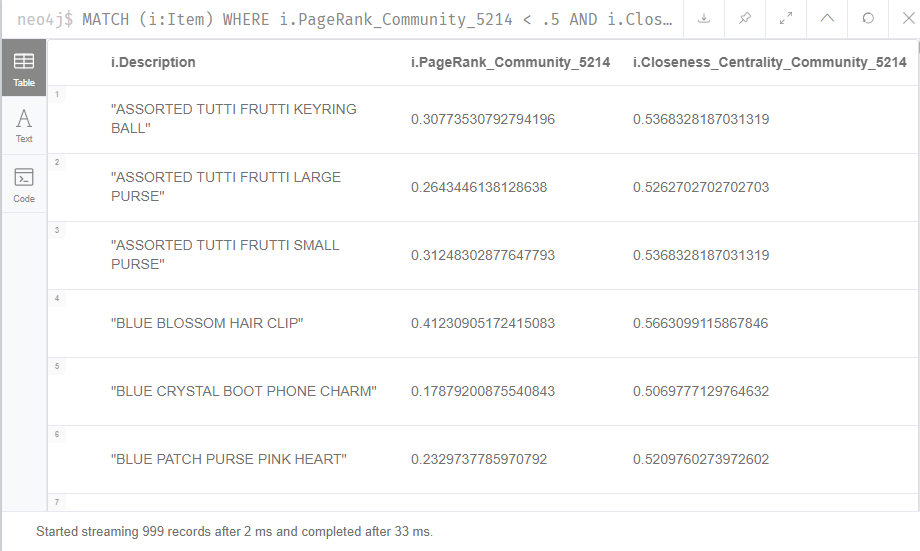 neo4j$ MATCH (i:Item) WHERE i.PageRank_Community_5214 < .5 AND i.Clos…
Table
Text
Code
i.Description i.PageRank_Community_5214 i.Closeness_Centrality_Community_5214
1
"ASSORTED TUTTI FRUTTI KEYRING
BALL" 0.30773530792794196 0.5368328187031319
2
"ASSORTED TUTTI FRUTTI LARGE
PURSE" 0.2643446138128638 0.5262702702702703
3
"ASSORTED TUTTI FRUTTI SMALL
PURSE" 0.31248302877647793 0.5368328187031319
4
"BLUE BLOSSOM HAIR CLIP" 0.41230905172415083 0.5663099115867846
5
"BLUE CRYSTAL BOOT PHONE CHARM" 0.17879200875540843 0.5069777129764632
6
"BLUE PATCH PURSE PINK HEART" 0.2329737785970792 0.5209760273972602
7
Started streaming 999 records after 2 ms and completed after 33 ms.